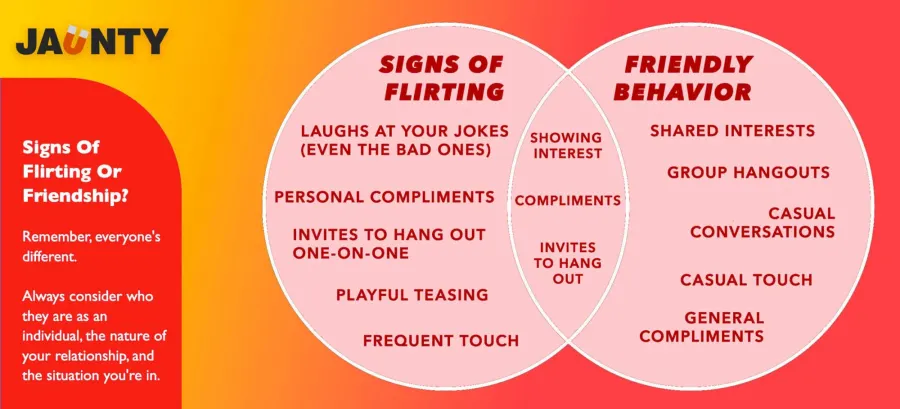 JAUNTY
Signs Of
Flirting Or
Friendship?
Remember, everyone's
different.
Always consider who
they are as an
individual, the nature of
your relationship, and
the situation you're in.
SIGNS OF
FLIRTING
LAUGHS AT YOUR JOKES
(EVEN THE BAD ONES)
PERSONAL COMPLIMENTS
INVITES TO HANG OUT
ONE-ON-ONE
PLAYFUL TEASING
FREQUENT TOUCH
SHOWING
INTEREST
COMPLIMENTS
INVITES
TO HANG
OUT
FRIENDLY
BEHAVIOR
SHARED INTERESTS
GROUP HANGOUTS
CASUAL
CONVERSATIONS
CASUAL TOUCH
GENERAL
COMPLIMENTS